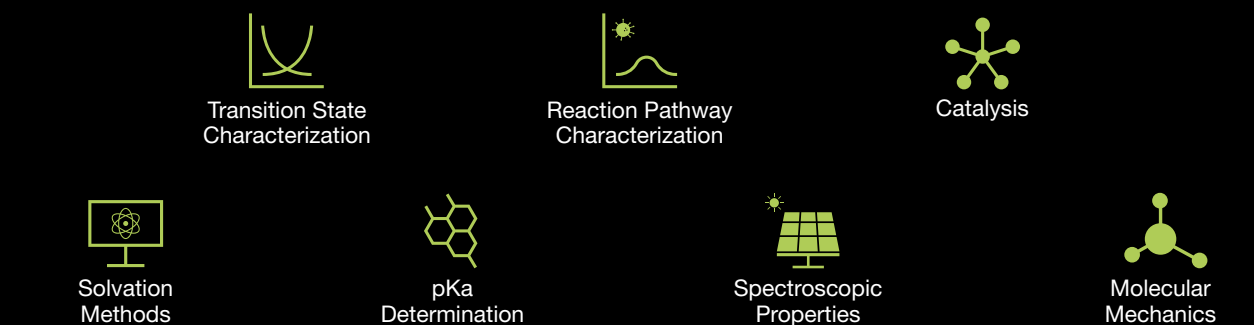 Transition State
Characterization
Reaction Pathway
Characterization
Catalysis
Solvation
Methods
pKa
Determination
Spectroscopic
Properties
Molecular
Mechanics